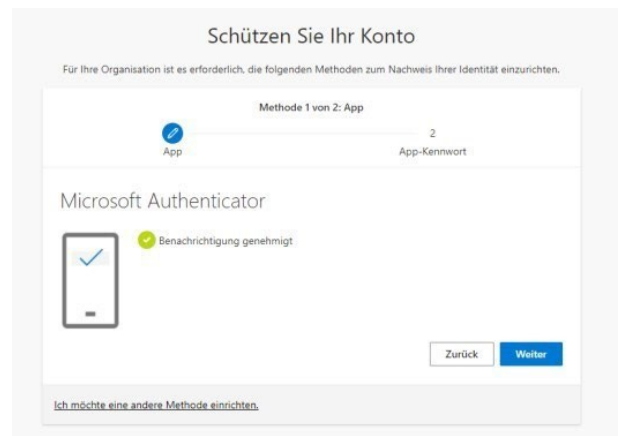 Schützen Sie Ihr Konto
Für Ihre Organisation ist es erforderlich, die folgenden Methoden zum Nachweis Ihrer Identität einzurichten.
Methode 1 von 2: App
2
App
App-Kennwort
Microsoft Authenticator
Benachrichtigung genehmigt
Zurück
Weiter
Ich möchte eine andere Methode einrichten.